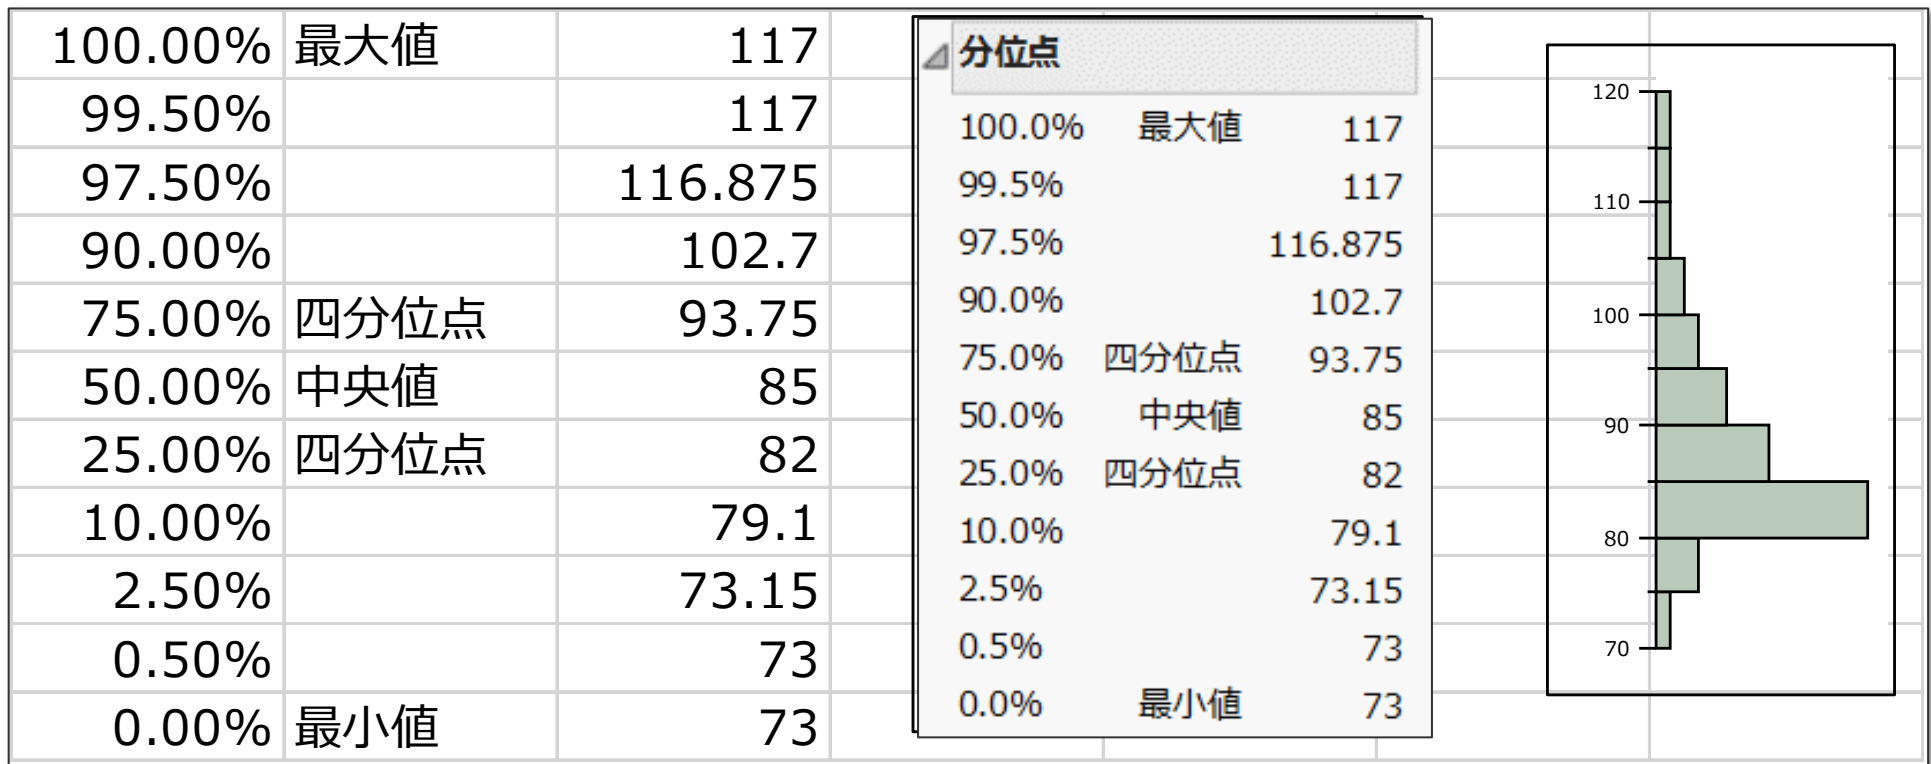 100.00% 最大値 117
99.50% 117
97.50% 116.875
90.00% 102.7
75.00% 四分位点 93.75
50.00% 中央値 85
25.00% 四分位点 82
10.00% 79.1
2.50% 73.15
0.50% 73
0.00% 最小値 73
分位点
100.0% 最大値 117
99.5% 117
97.5% 116.875
90.0% 102.7
75.0% 四分位点 93.75
50.0% 中央値 85
25.0% 四分位点 82
10.0% 79.1
2.5% 73.15
0.5% 73
0.0% 最小値 73
120
110
100
90
80
70